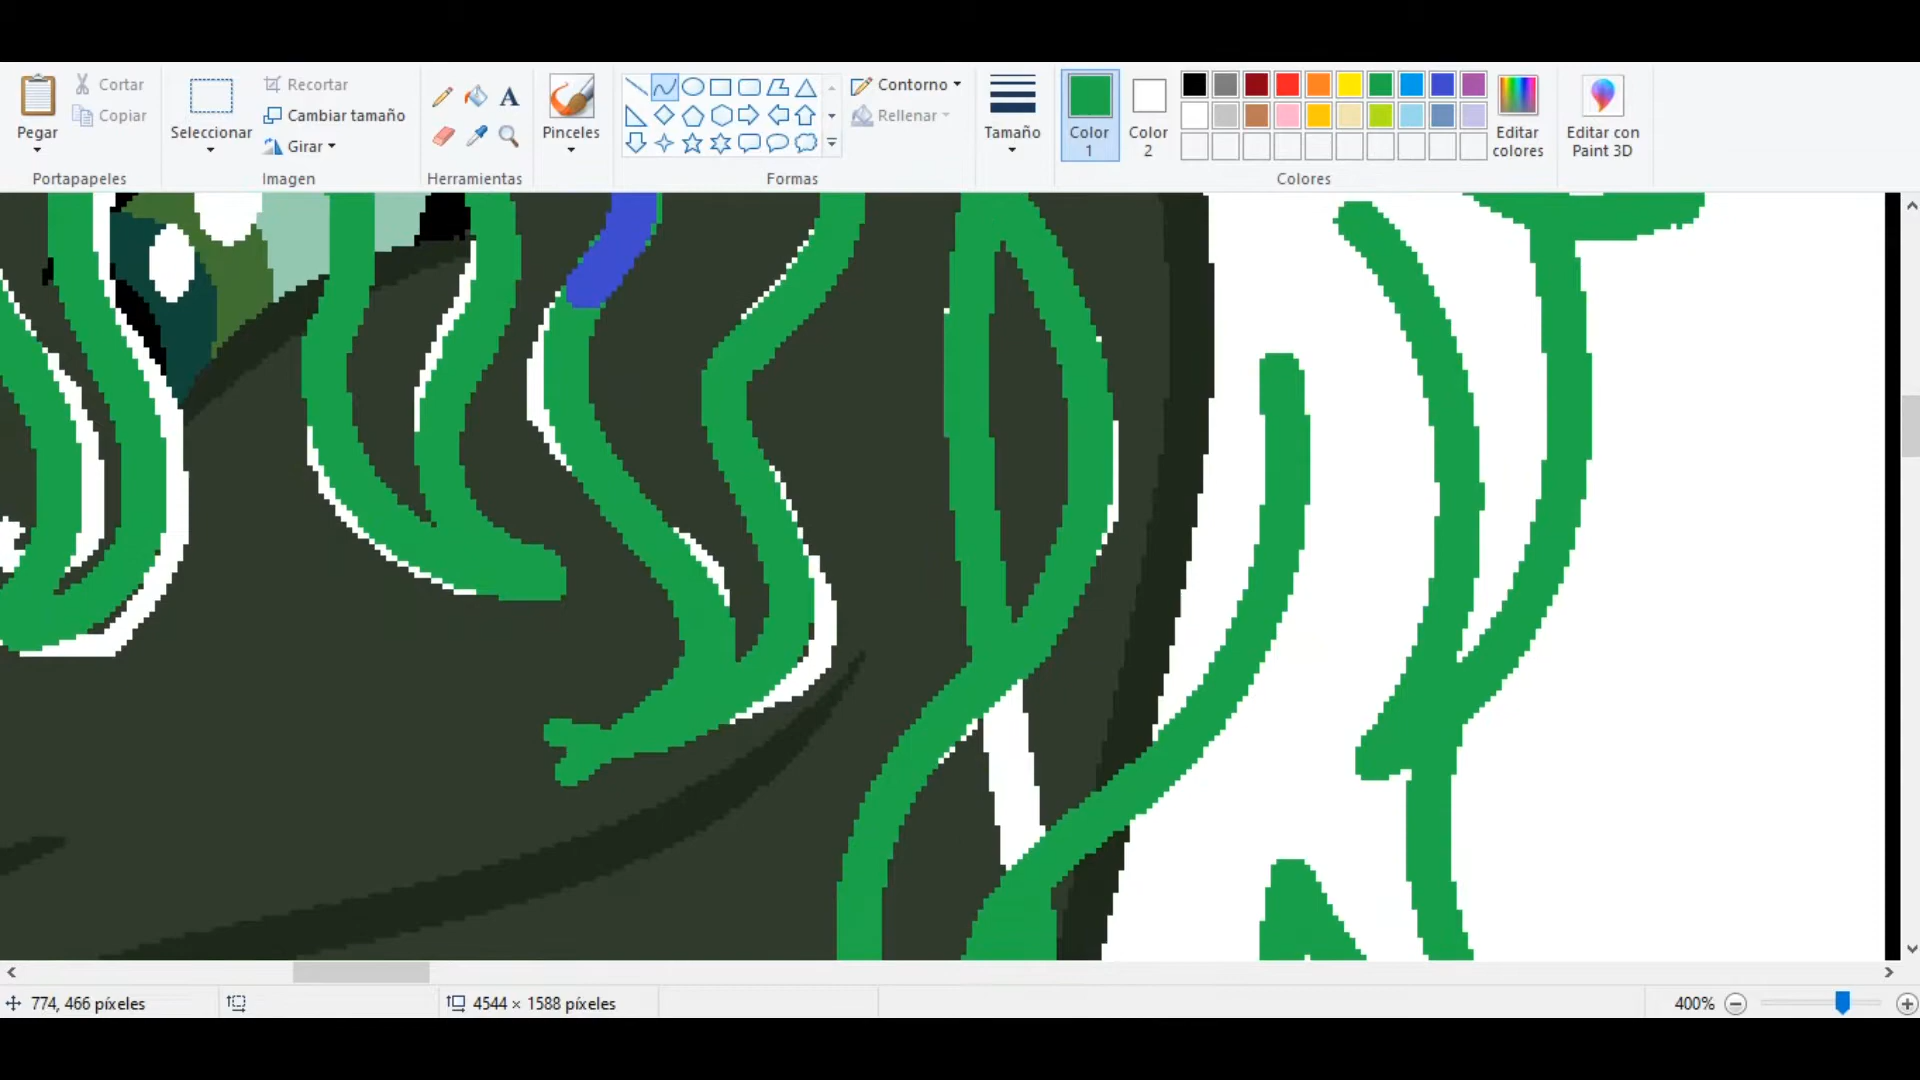 Pegar
Cortar
Copiar
Portapapeles
Seleccionar
Recortar
Cambiar tamaño
Girar
Imagen
A
Herramientas
Pinceles
Formas
Contorno
Rellenar
Tamaño
Color
1
Color
2
Colores
Editar
colores
Editar con
Paint 3D
774, 466 píxeles
4544 × 1588 píxeles
400%